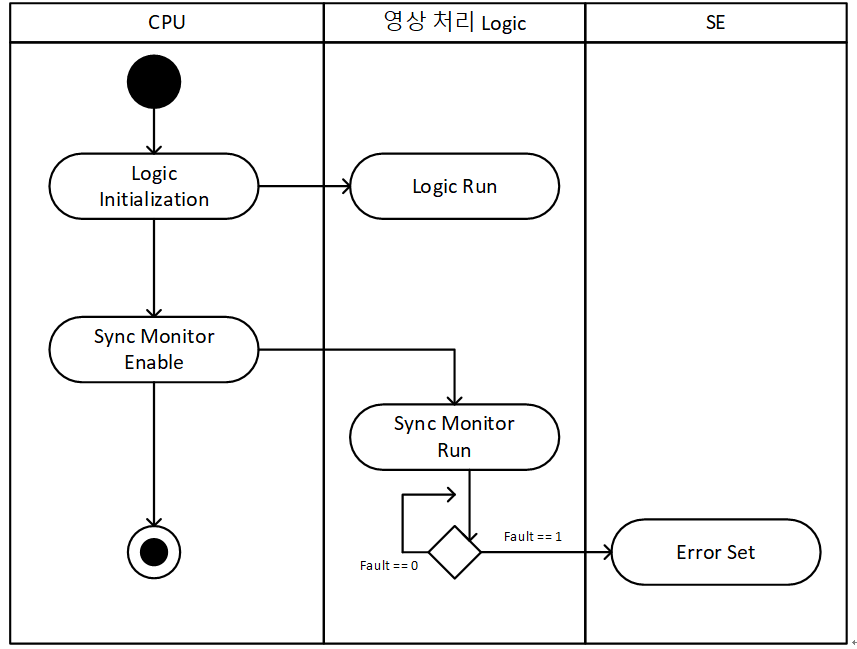 CPU
영상 처리 Logic
SE
Logic
Initialization
Logic Run
Sync Monitor
Enable
Sync Monitor
Run
Fault == 1
Fault == 0
Error Set